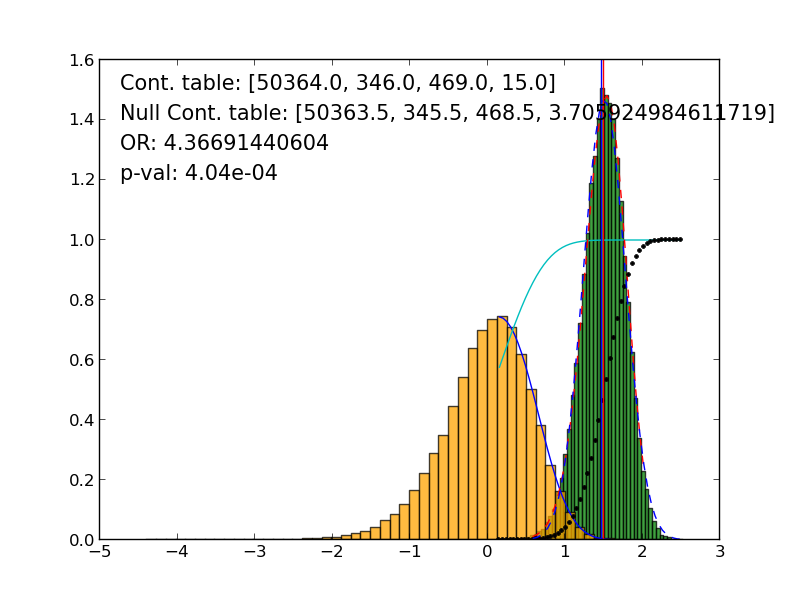 1.6
Cont. table: [50364.0, 346.0, 469.0, 15.0]
Null Cont. table: [50363.5, 345.5, 468.5, 3.705924984611719]
1.4
OR: 4.36691440604
1.2
p-val: 4.04e-04
1.0
0.8
0.6
0.4
0.2
0.0
−5 −4 −3 −2 −1 0 1 2 3